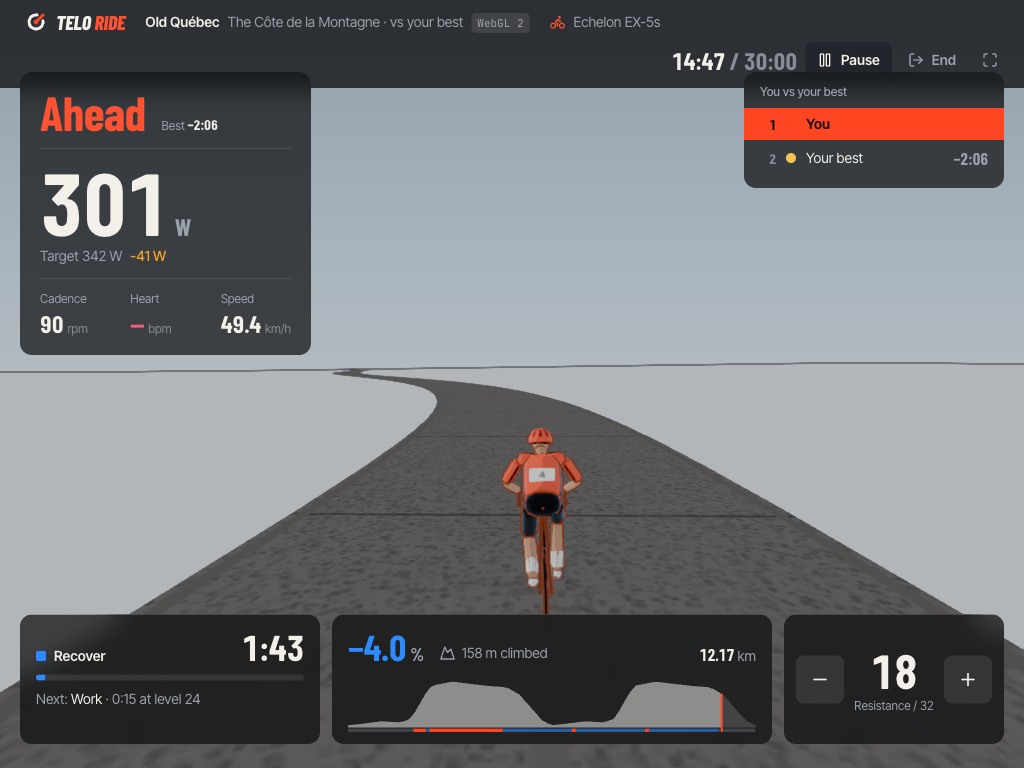 TELO RIDE Old Québec The Côte de la Montagne · vs your best WebGL 2 Echelon EX-5s
14:47 / 30:00 Pause End
Ahead Best −2:06
301 W
Target 342 W -41 W
Cadence Heart Speed
90 rpm — bpm 49.4 km/h
You vs your best
1 You
2 Your best −2:06
4
Recover 1:43
Next: Work · 0:15 at level 24
−4.0 % 158 m climbed 12.17 km
− 18 +
Resistance / 32